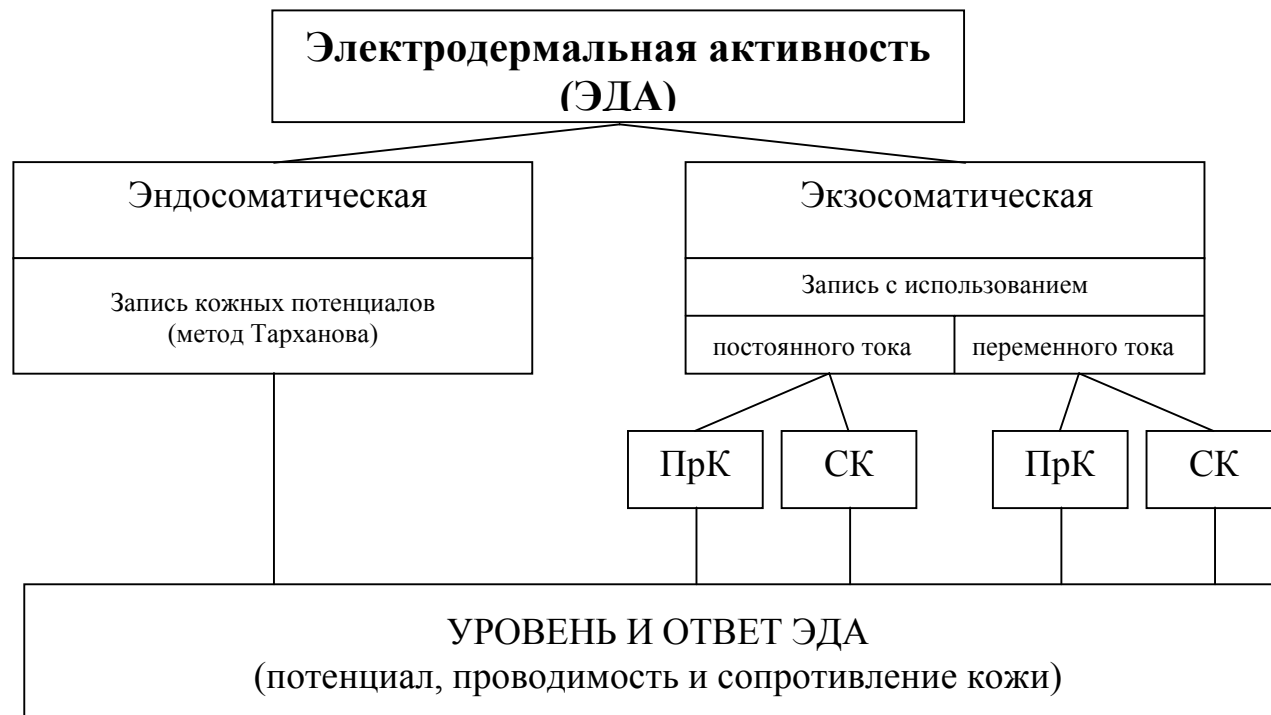 Электродермальная активность
(ЭДА)
Эндосоматическая
Экзосоматическая
Запись кожных потенциалов
(метод Тарханова)
Запись с использованием
постоянного тока
переменного тока
ПрК
СК
ПрК
СК
УРОВЕНЬ И ОТВЕТ ЭДА
(потенциал, проводимость и сопротивление кожи)